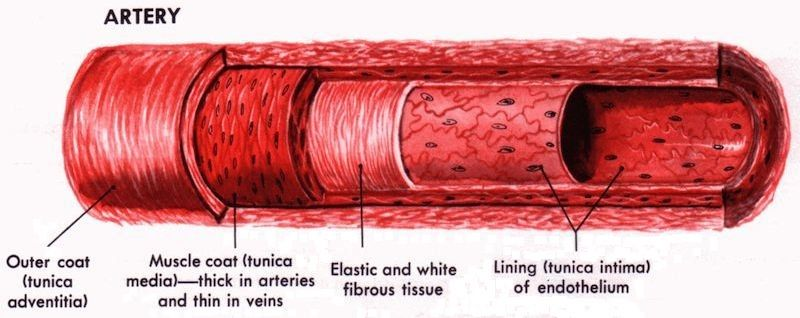 ARTERY
Outer coat
(tunica
adventitia)
Muscle coat (tunica
media)—thick in arteries
and thin in veins
Elastic and white
fibrous tissue
Lining (tunica intima)
of endothelium